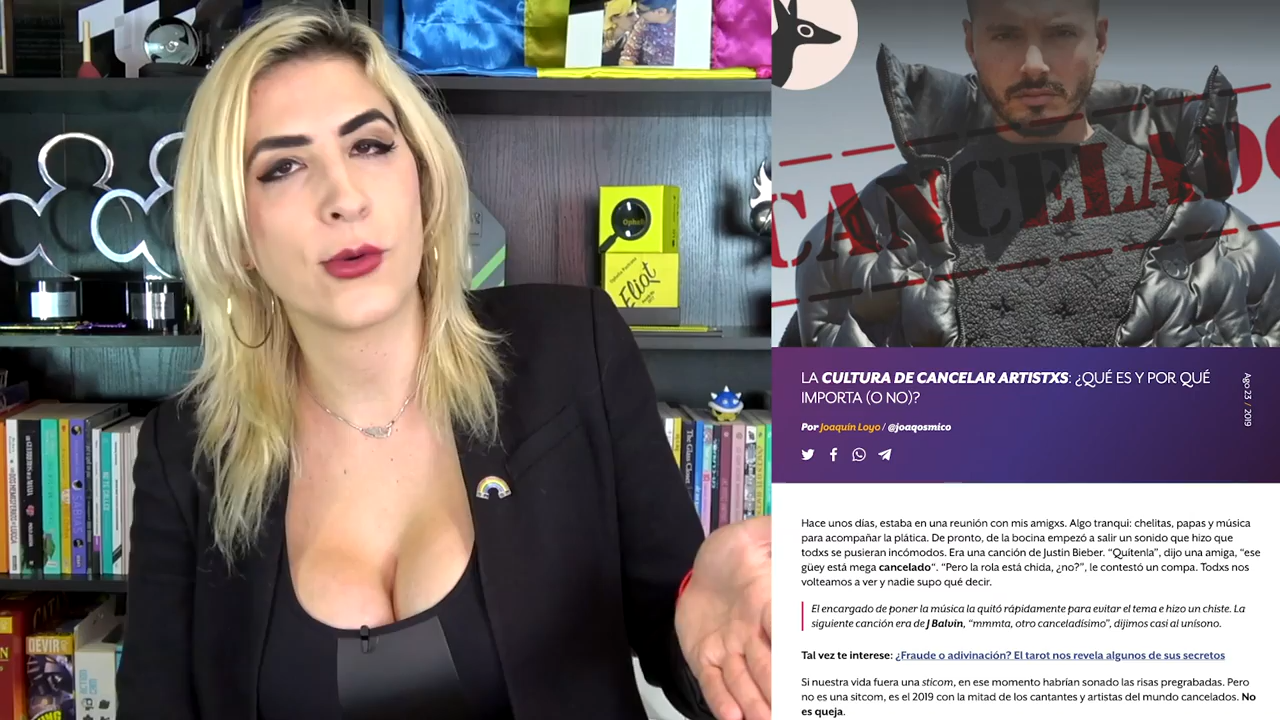 Ophelia
Eliot
SABIAS
The Glass Closet
DEVIR
CANCELADO
LA CULTURA DE CANCELAR ARTISTXS: ¿QUÉ ES Y POR QUÉ
IMPORTA (O NO)?
Ago 23 / 2019
Por Joaquín Loyo / @joaqosmico
Hace unos días, estaba en una reunión con mis amigxs. Algo tranqui: chelitas, papas y música
para acompañar la plática. De pronto, de la bocina empezó a salir un sonido que hizo que
todxs se pusieran incómodos. Era una canción de Justin Bieber. “Quítenla”, dijo una amiga, “ese
güey está mega cancelado“. “Pero la rola está chida, ¿no?”, le contestó un compa. Todxs nos
volteamos a ver y nadie supo qué decir.
El encargado de poner la música la quitó rápidamente para evitar el tema e hizo un chiste. La
siguiente canción era de J Balvin, “mmmta, otro canceladísimo”, dijimos casi al unísono.
Tal vez te interese: ¿Fraude o adivinación? El tarot nos revela algunos de sus secretos
Si nuestra vida fuera una sticom, en ese momento habrían sonado las risas pregrabadas. Pero
no es una sitcom, es el 2019 con la mitad de los cantantes y artistas del mundo cancelados. No
es queja.